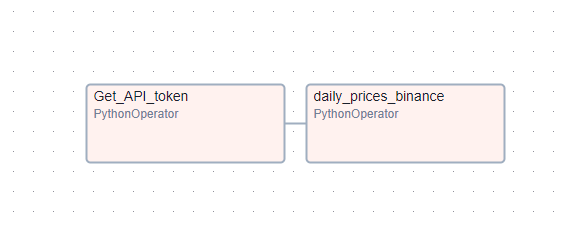 Get_API_token
PythonOperator
daily_prices_binance
PythonOperator